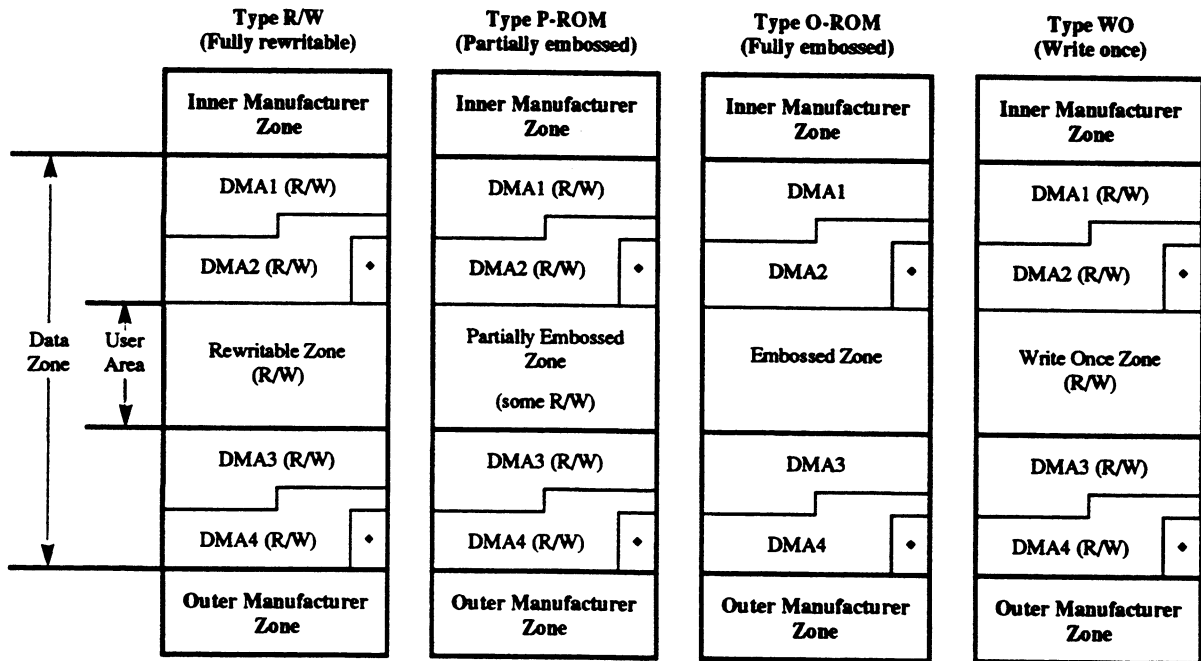 Type R/W
(Fully rewritable)
Type P-ROM
(Partially embossed)
Type O-ROM
(Fully embossed)
Type WO
(Write once)
Inner Manufacturer
Zone
DMA1 (R/W)
DMA2 (R/W)
Rewritable Zone
(R/W)
DMA3 (R/W)
DMA4 (R/W)
Outer Manufacturer
Zone
Inner Manufacturer
Zone
DMA1 (R/W)
DMA2 (R/W)
Partially Embossed
Zone
(some R/W)
DMA3 (R/W)
DMA4 (R/W)
Outer Manufacturer
Zone
Inner Manufacturer
Zone
DMA1
DMA2
Embossed Zone
DMA3
DMA4
Outer Manufacturer
Zone
Inner Manufacturer
Zone
DMA1 (R/W)
DMA2 (R/W)
Write Once Zone
(R/W)
DMA3 (R/W)
DMA4 (R/W)
Outer Manufacturer
Zone
Data
Zone
User
Area